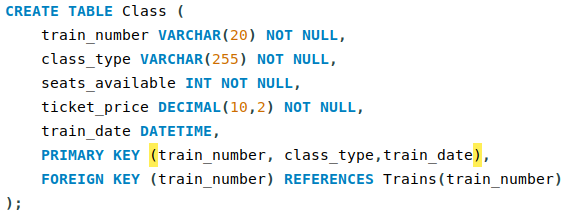 CREATE TABLE Class (
    train_number VARCHAR(20) NOT NULL,
    class_type VARCHAR(255) NOT NULL,
    seats_available INT NOT NULL,
    ticket_price DECIMAL(10,2) NOT NULL,
    train_date DATETIME,
    PRIMARY KEY (train_number, class_type,train_date),
    FOREIGN KEY (train_number) REFERENCES Trains(train_number)
);